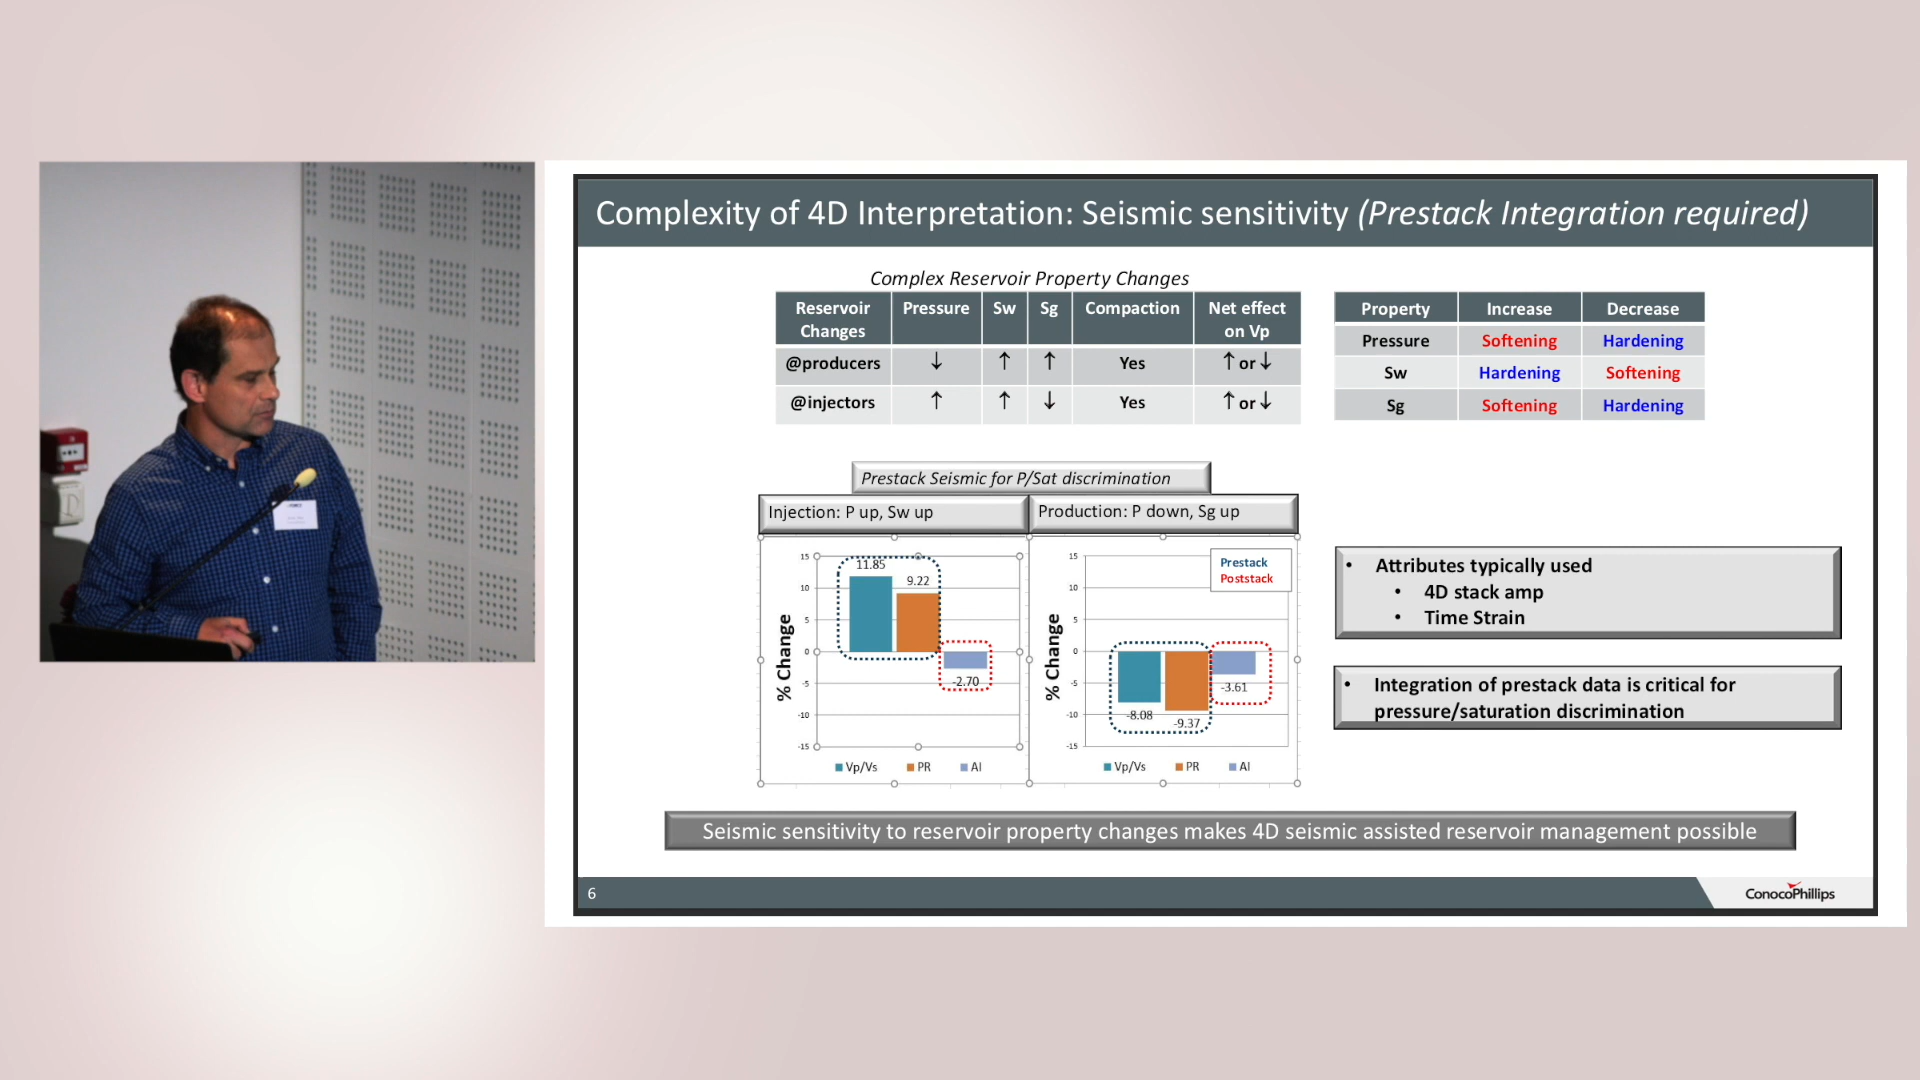 Complexity of 4D Interpretation: Seismic sensitivity (Prestack Integration required)
Complex Reservoir Property Changes
Reservoir Changes Pressure Sw Sg Compaction Net effect on Vp
@producers ↓ ↑ ↑ Yes ↑ or ↓
@injectors ↑ ↑ ↓ Yes ↑ or ↓
Property Increase Decrease
Pressure Softening Hardening
Sw Hardening Softening
Sg Softening Hardening
Prestack Seismic for P/Sat discrimination
Injection: P up, Sw up
Production: P down, Sg up
% Change
15
10
5
0
-5
-10
-15
11.85
9.22
-2.70
Vp/Vs PR AI
% Change
15
10
5
0
-5
-10
-15
Prestack
Poststack
-8.08
-9.37
-3.61
Vp/Vs PR AI
• Attributes typically used
• 4D stack amp
• Time Strain
• Integration of prestack data is critical for
pressure/saturation discrimination
Seismic sensitivity to reservoir property changes makes 4D seismic assisted reservoir management possible
6
ConocoPhillips